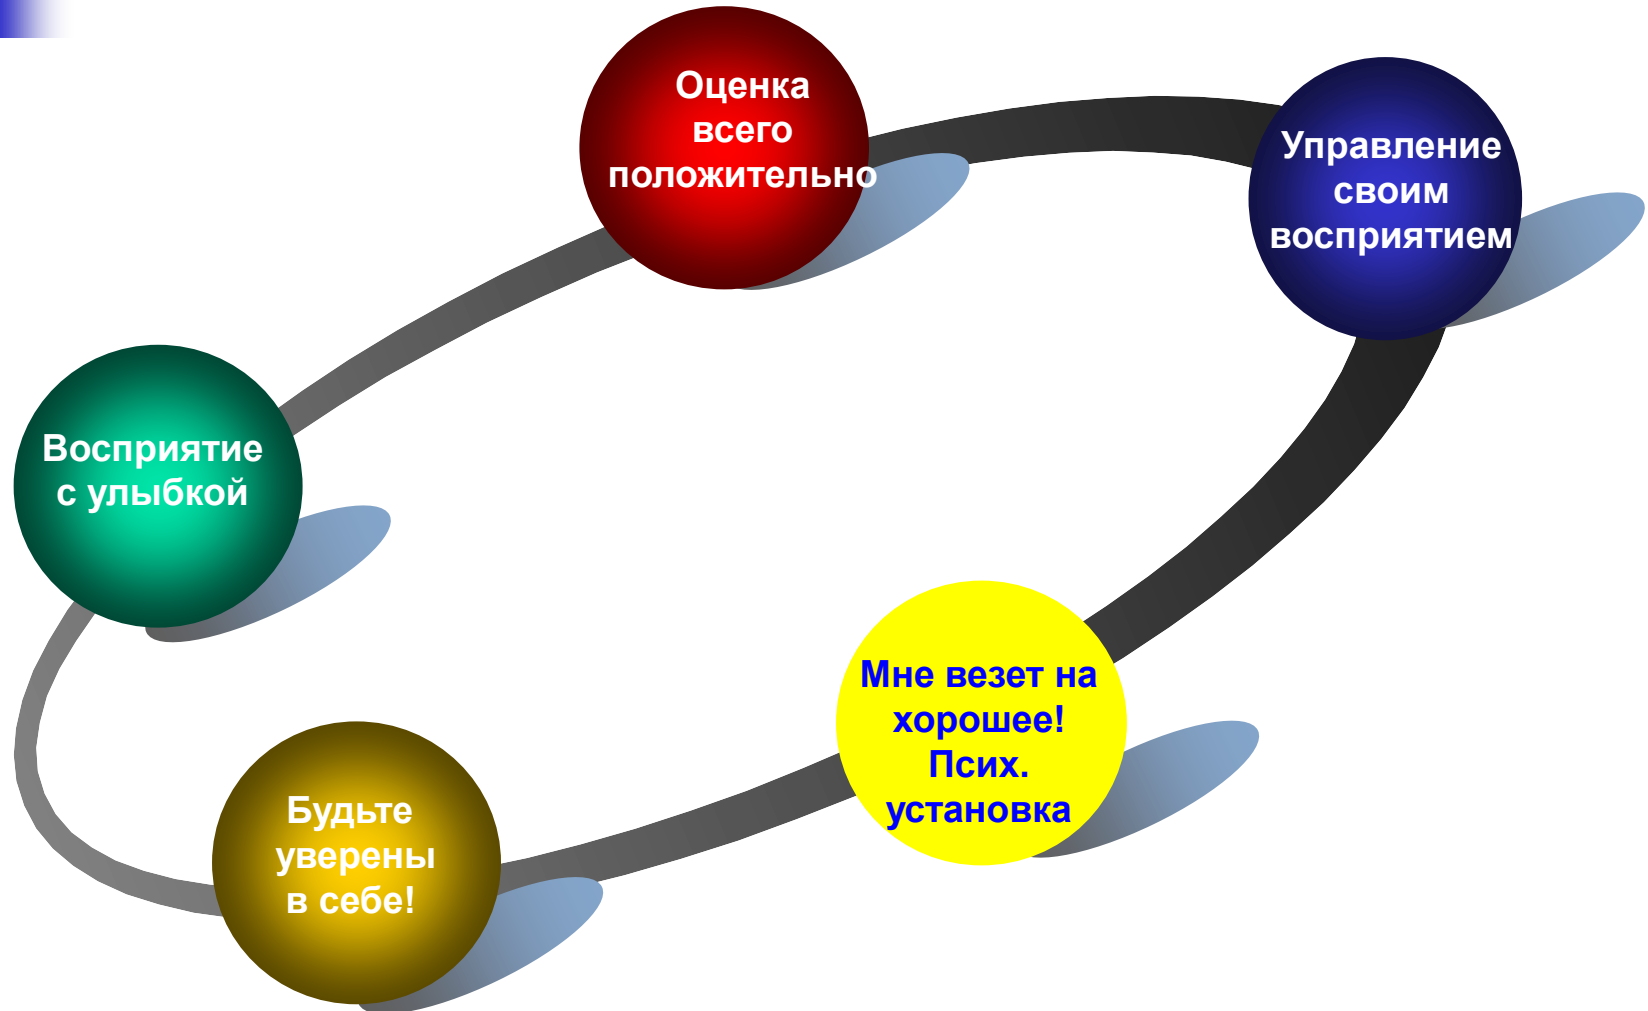 Оценка
всего
положительно
Управление
своим
восприятием
Восприятие
с улыбкой
Мне везет на
хорошее!
Псих.
установка
Будьте
уверены
в себе!